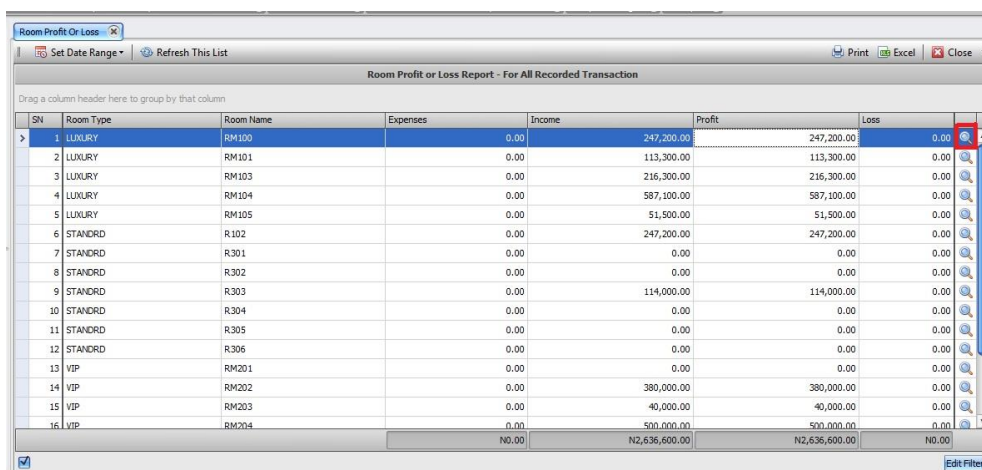 Room Profit Or Loss
Set Date Range Refresh This List Print Excel Close
Room Profit or Loss Report - For All Recorded Transaction
Drag a column header here to group by that column
SN Room Type Room Name Expenses Income Profit Loss
1 LUXURY RM100 0.00 247,200.00 247,200.00 0.00
2 LUXURY RM101 0.00 113,300.00 113,300.00 0.00
3 LUXURY RM103 0.00 216,300.00 216,300.00 0.00
4 LUXURY RM104 0.00 587,100.00 587,100.00 0.00
5 LUXURY RM105 0.00 51,500.00 51,500.00 0.00
6 STANDRD R102 0.00 247,200.00 247,200.00 0.00
7 STANDRD R301 0.00 0.00 0.00 0.00
8 STANDRD R302 0.00 0.00 0.00 0.00
9 STANDRD R303 0.00 114,000.00 114,000.00 0.00
10 STANDRD R304 0.00 0.00 0.00 0.00
11 STANDRD R305 0.00 0.00 0.00 0.00
12 STANDRD R306 0.00 0.00 0.00 0.00
13 VIP RM201 0.00 0.00 0.00 0.00
14 VIP RM202 0.00 380,000.00 380,000.00 0.00
15 VIP RM203 0.00 40,000.00 40,000.00 0.00
16 VIP RM204 0.00 500,000.00 500,000.00 0.00
N0.00 N2,636,600.00 N2,636,600.00 N0.00
Edit Filter